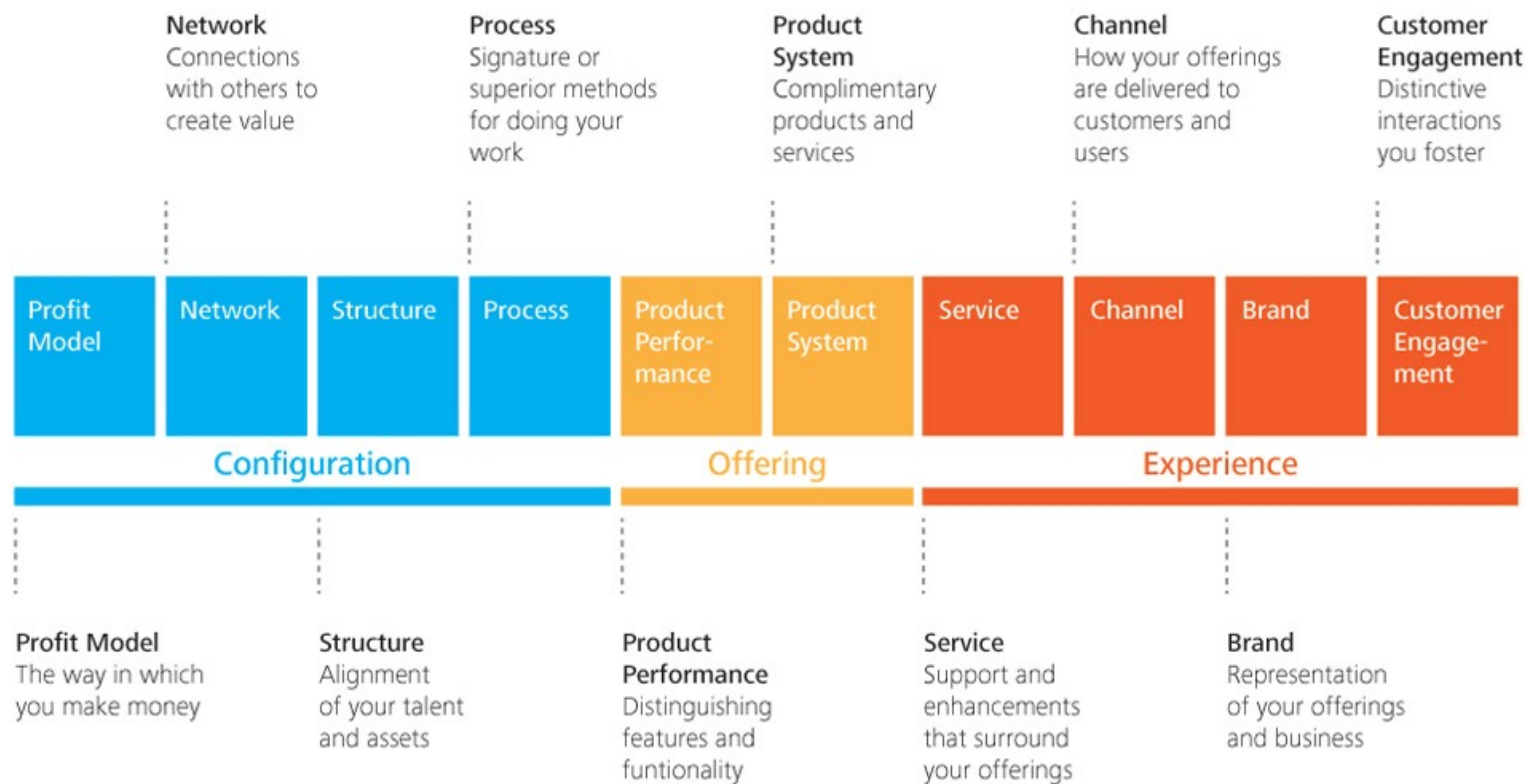 Network
Connections
with others to
create value
Process
Signature or
superior methods
for doing your
work
Product
System
Complimentary
products and
services
Channel
How your offerings
are delivered to
customers and
users
Customer
Engagement
Distinctive
interactions
you foster
Profit
Model
Network
Structure
Process
Product
Perfor-
mance
Product
System
Service
Channel
Brand
Customer
Engage-
ment
Configuration
Offering
Experience
Profit Model
The way in which
you make money
Structure
Alignment
of your talent
and assets
Product
Performance
Distinguishing
features and
funtionality
Service
Support and
enhancements
that surround
your offerings
Brand
Representation
of your offerings
and business